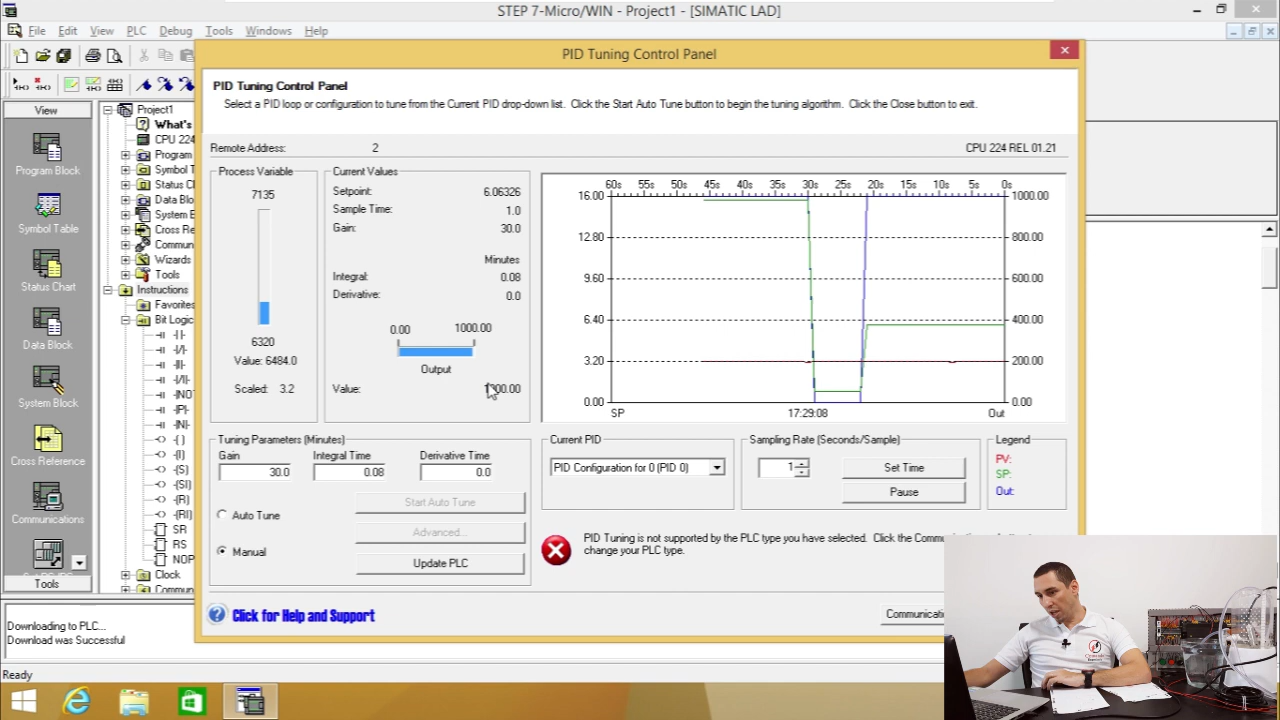 STEP 7-Micro/WIN - Project1 - [SIMATIC LAD]
File Edit View PLC Debug Tools Windows Help
View
Program Block
Symbol Table
Status Chart
Data Block
System Block
Cross Reference
Communications
Tools
Project1
What's
CPU 224
Program
Symbol T
Status C
Data Blo
System E
Cross Re
Commun
Wizards
Tools
Instructions
Favorites
Bit Logic
-| |-
-|/|-
-|I|-
-|/I|-
-|NOT
-|P|-
-|N|-
-( )
-(I)
-(S)
-(SI)
-(R)
-(RI)
SR
RS
NOP
Clock
Commun
PID Tuning Control Panel
PID Tuning Control Panel
Select a PID loop or configuration to tune from the Current PID drop-down list. Click the Start Auto Tune button to begin the tuning algorithm. Click the Close button to exit.
Remote Address: 2
CPU 224 REL 01.21
Process Variable
7135
6320
Value: 6484.0
Scaled: 3.2
Current Values
Setpoint: 6.06326
Sample Time: 1.0
Gain: 30.0
Minutes
Integral: 0.08
Derivative: 0.0
0.00 1000.00
Output
Value:
60s 55s 50s 45s 40s 35s 30s 25s 20s 15s 10s 5s 0s
16.00 1000.00
12.80 800.00
9.60 600.00
6.40 400.00
3.20 200.00
0.00 0.00
SP 17:29:08 Out
Tuning Parameters (Minutes)
Gain Integral Time Derivative Time
30.0 0.08 0.0
Auto Tune
Manual
Start Auto Tune
Advanced...
Update PLC
Current PID
PID Configuration for 0 (PID 0)
Sampling Rate (Seconds/Sample)
1
Set Time
Pause
Legend
PV:
SP:
Out:
PID Tuning is not supported by the PLC type you have selected. Click the
change your PLC type.
Click for Help and Support
Downloading to PLC...
Download was Successful
Ready